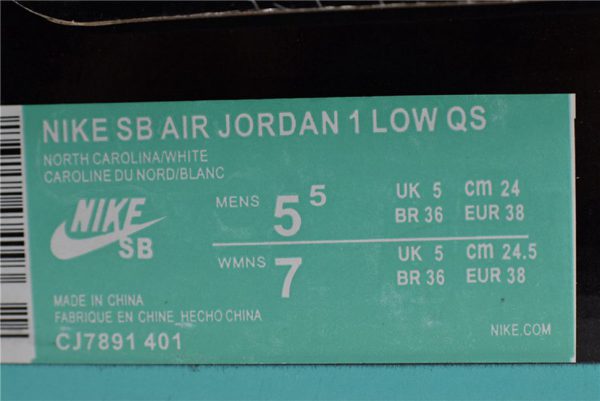 NIKE SB AIR JORDAN 1 LOW QS
NORTH CAROLINA/WHITE
CAROLINE DU NORD/BLANC
NIKE
SB
MENS 5 5 UK 5 cm 24
BR 36 EUR 38
WMNS 7 UK 5 cm 24.5
BR 36 EUR 38
MADE IN CHINA
FABRIQUE EN CHINE_HECHO CHINA
CJ7891 401
NIKE.COM